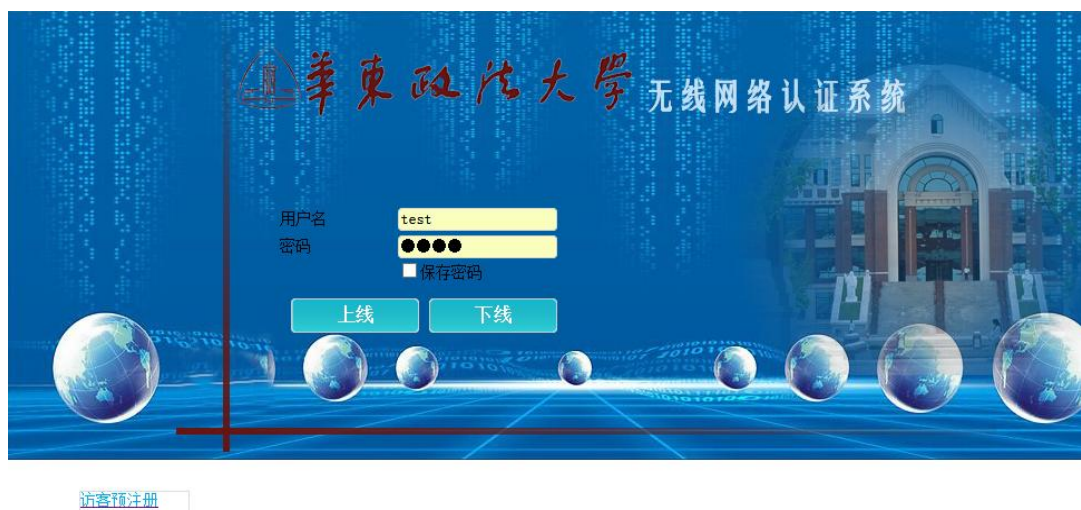 華東政法大學 无线网络认证系统
用户名 test
密码 ●●●●
保存密码
上线 下线
访客预注册